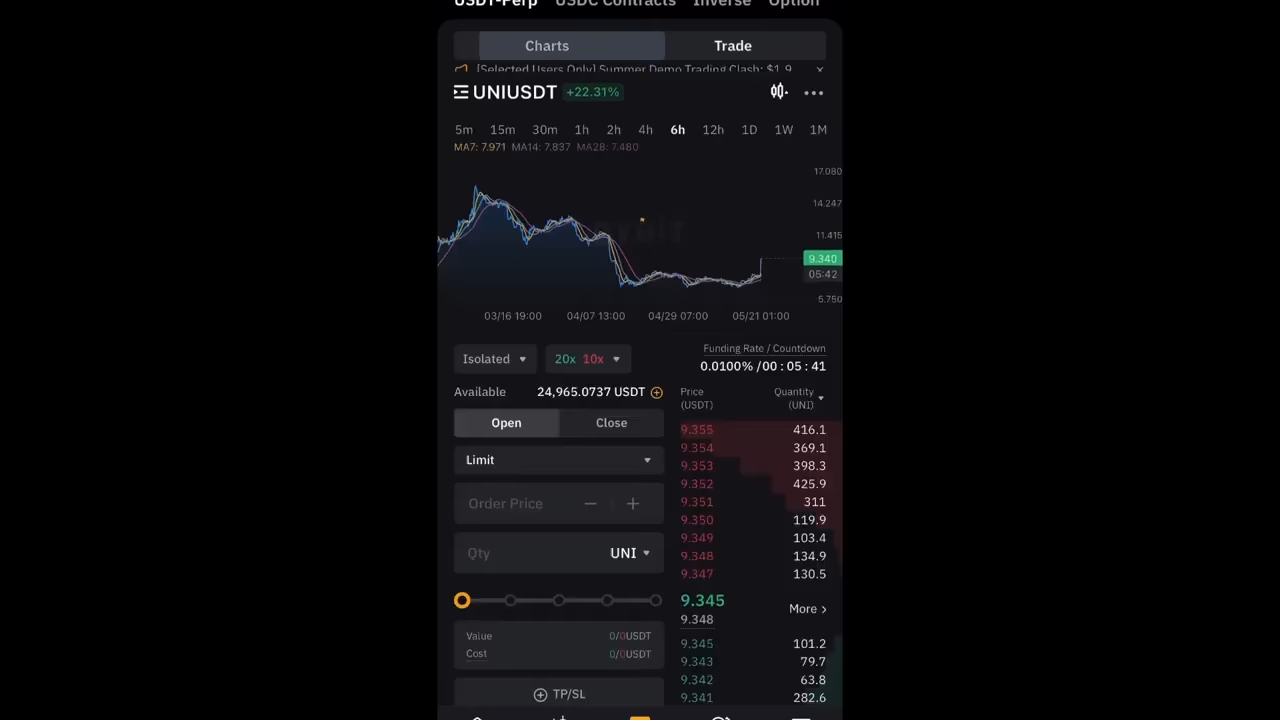 USDT-Perp USDC Contracts Inverse Option
Charts Trade
[Selected Users Only] Summer Demo Trading Clash: $1,9
UNIUSDT +22.31%
5m 15m 30m 1h 2h 4h 6h 12h 1D 1W 1M
MA7: 7.971 MA14: 7.837 MA28: 7.480
17.080
14.247
11.415
9.340
05:42
5.750
03/16 19:00 04/07 13:00 04/29 07:00 05/21 01:00
Isolated 20x 10x
Funding Rate / Countdown
0.0100% /00 : 05 : 41
Available 24,965.0737 USDT
Open Close
Limit
Order Price
Qty UNI
Value 0/0USDT
Cost 0/0USDT
TP/SL
Price Quantity
(USDT) (UNI)
9.355 416.1
9.354 369.1
9.353 398.3
9.352 425.9
9.351 311
9.350 119.9
9.349 103.4
9.348 134.9
9.347 130.5
9.345
9.348
More
9.345 101.2
9.343 79.7
9.342 63.8
9.341 282.6